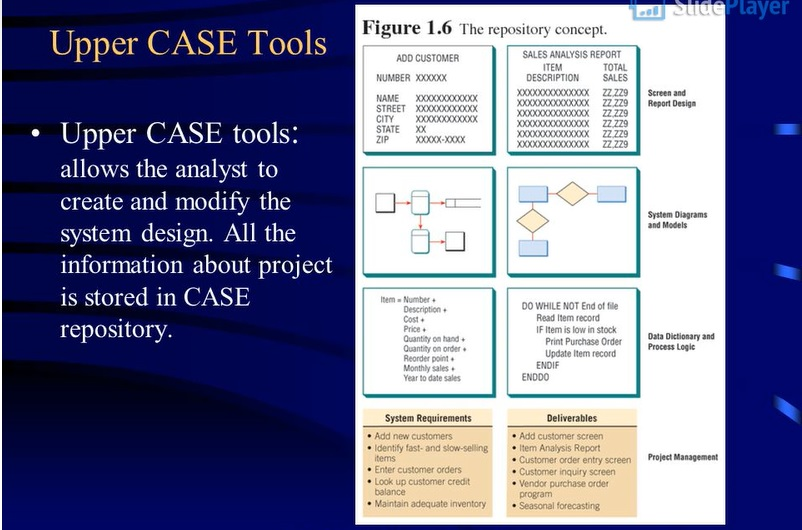 SlidePlayer
Upper CASE Tools
• Upper CASE tools:
allows the analyst to
create and modify the
system design. All the
information about project
is stored in CASE
repository.
Figure 1.6 The repository concept.
ADD CUSTOMER
NUMBER XXXXXX
NAME XXXXXXXXXXXX
STREET XXXXXXXXXXXX
CITY XXXXXXXXXXXX
STATE XX
ZIP XXXXX-XXXX
SALES ANALYSIS REPORT
ITEM TOTAL
DESCRIPTION SALES
XXXXXXXXXXXXXX ZZ,ZZ9
XXXXXXXXXXXXXX ZZ,ZZ9
XXXXXXXXXXXXXX ZZ,ZZ9
XXXXXXXXXXXXXX ZZ,ZZ9
XXXXXXXXXXXXXX ZZ,ZZ9
XXXXXXXXXXXXXX ZZ,ZZ9
Screen and
Report Design
System Diagrams
and Models
Item = Number +
Description +
Cost +
Price +
Quantity on hand +
Quantity on order +
Reorder point +
Monthly sales +
Year to date sales
DO WHILE NOT End of file
Read Item record
IF Item is low in stock
Print Purchase Order
Update Item record
ENDIF
ENDDO
Data Dictionary and
Process Logic
System Requirements
• Add new customers
• Identify fast- and slow-selling
items
• Enter customer orders
• Look up customer credit
balance
• Maintain adequate inventory
Deliverables
• Add customer screen
• Item Analysis Report
• Customer order entry screen
• Customer inquiry screen
• Vendor purchase order
program
• Seasonal forecasting
Project Management